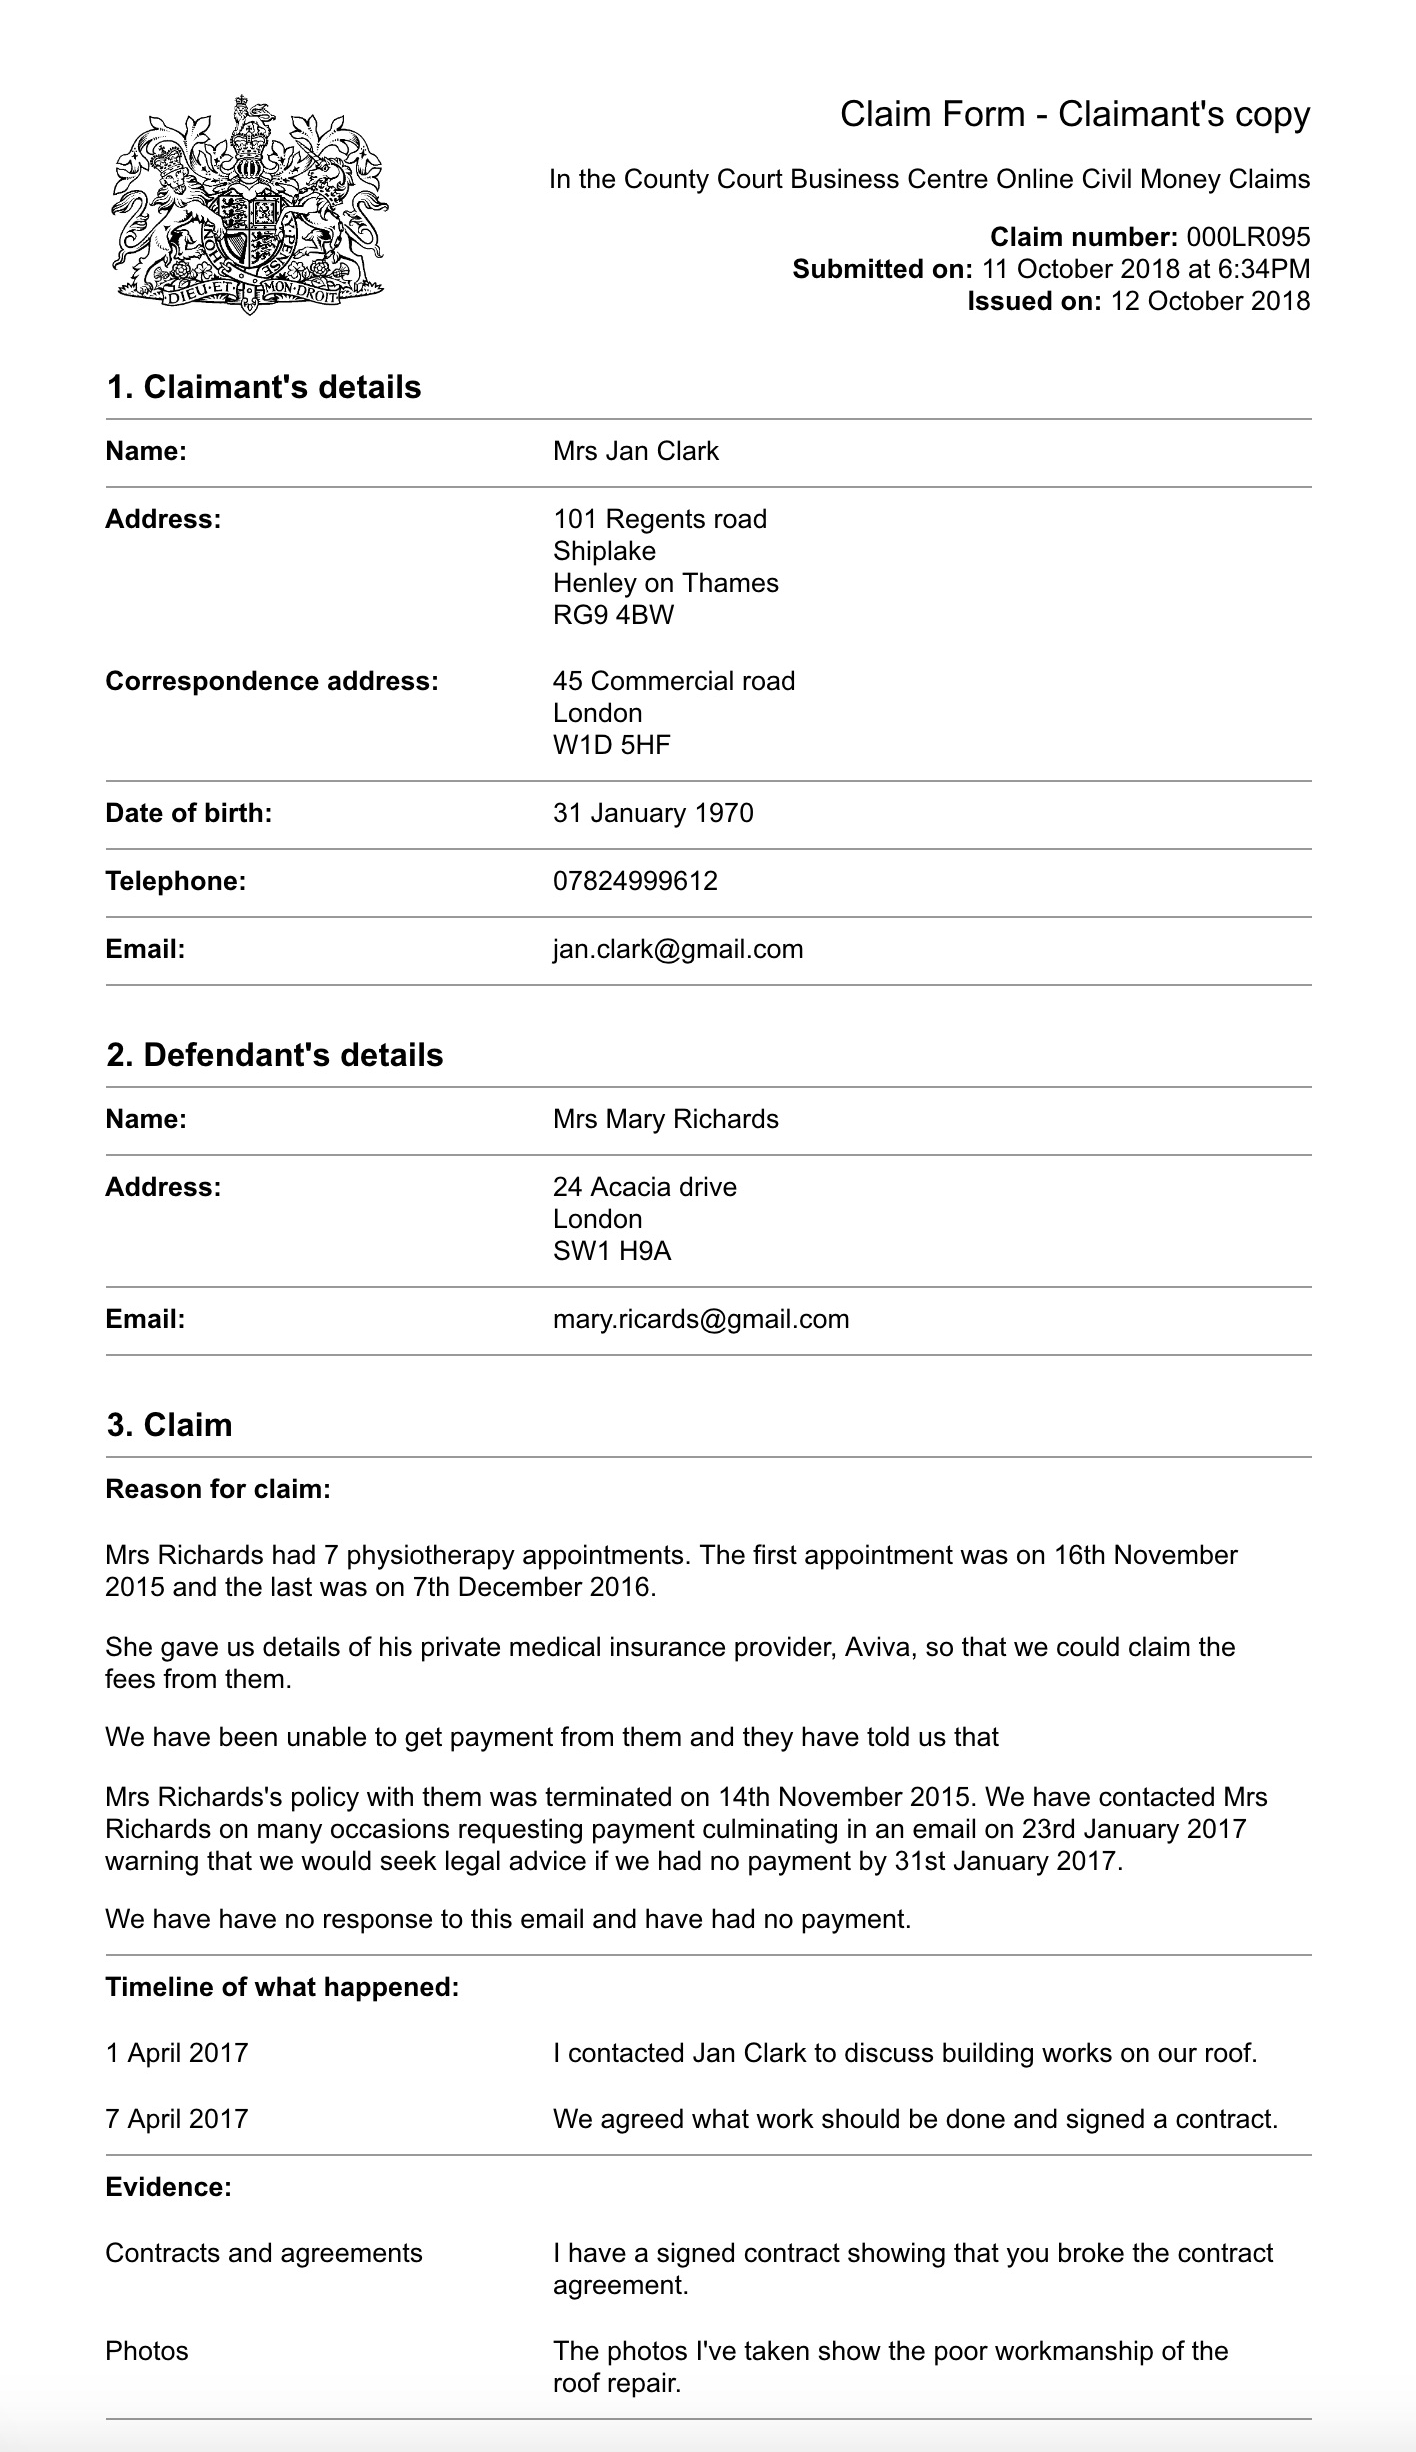 Claim Form - Claimant's copy
In the County Court Business Centre Online Civil Money Claims
Claim number: 000LR095
Submitted on: 11 October 2018 at 6:34PM
Issued on: 12 October 2018
DIEU·ET MON·DROIT
1. Claimant's details
Name: Mrs Jan Clark
Address: 101 Regents road
Shiplake
Henley on Thames
RG9 4BW
Correspondence address: 45 Commercial road
London
W1D 5HF
Date of birth: 31 January 1970
Telephone: 07824999612
Email: jan.clark@gmail.com
2. Defendant's details
Name: Mrs Mary Richards
Address: 24 Acacia drive
London
SW1 H9A
Email: mary.ricards@gmail.com
3. Claim
Reason for claim:
Mrs Richards had 7 physiotherapy appointments. The first appointment was on 16th November
2015 and the last was on 7th December 2016.
She gave us details of his private medical insurance provider, Aviva, so that we could claim the
fees from them.
We have been unable to get payment from them and they have told us that
Mrs Richards's policy with them was terminated on 14th November 2015. We have contacted Mrs
Richards on many occasions requesting payment culminating in an email on 23rd January 2017
warning that we would seek legal advice if we had no payment by 31st January 2017.
We have have no response to this email and have had no payment.
Timeline of what happened:
1 April 2017 I contacted Jan Clark to discuss building works on our roof.
7 April 2017 We agreed what work should be done and signed a contract.
Evidence:
Contracts and agreements I have a signed contract showing that you broke the contract
agreement.
Photos The photos I've taken show the poor workmanship of the
roof repair.